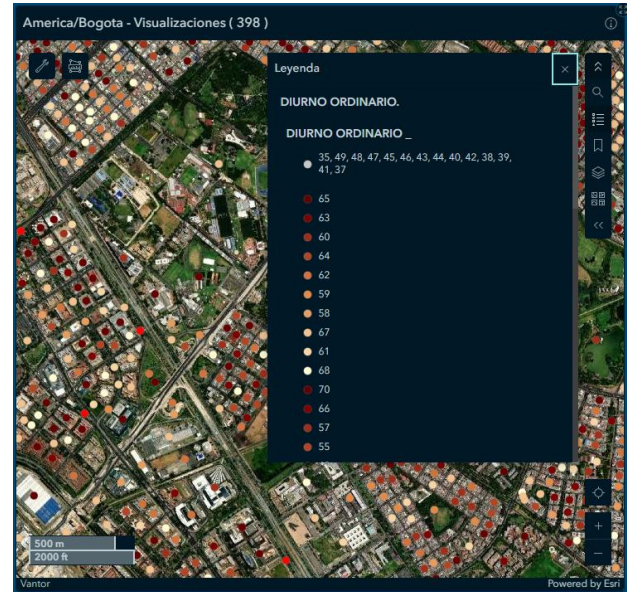 America/Bogota - Visualizaciones ( 398 )
Leyenda
DIURNO ORDINARIO.
DIURNO ORDINARIO _
35, 49, 48, 47, 45, 46, 43, 44, 40, 42, 38, 39,
41, 37
65
63
60
64
62
59
58
67
61
68
70
66
57
55
500 m
2000 ft
Vantor
Powered by Esri